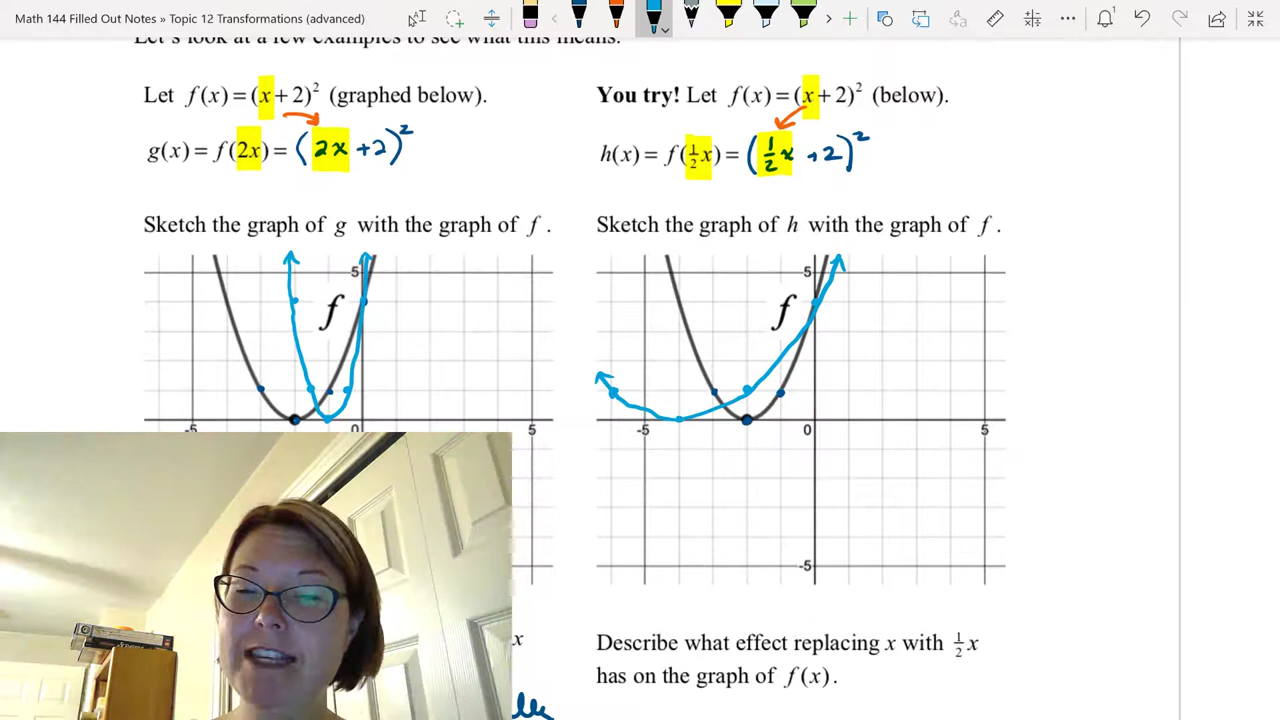 Math 144 Filled Out Notes » Topic 12 Transformations (advanced)
Let's look at a few examples to see what this means.
Let f(x) = (x + 2)² (graphed below).
g(x) = f(2x) = (2x + 2)²
Sketch the graph of g with the graph of f .
5
f
-5
0
5
x
You try! Let f(x) = (x + 2)² (below).
h(x) = f(½x) = (½x + 2)²
Sketch the graph of h with the graph of f .
5
f
-5
0
5
-5
Describe what effect replacing x with ½x
has on the graph of f(x).